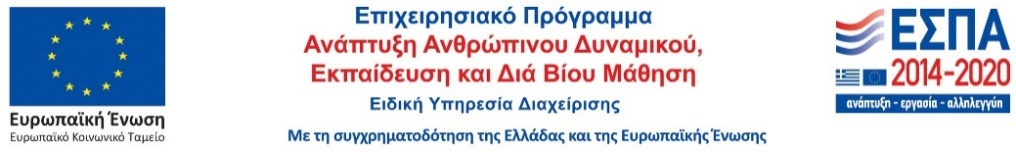 Ευρωπαϊκή Ένωση
Ευρωπαϊκό Κοινωνικό Ταμείο
Επιχειρησιακό Πρόγραμμα
Ανάπτυξη Ανθρώπινου Δυναμικού,
Εκπαίδευση και Διά Βίου Μάθηση
Ειδική Υπηρεσία Διαχείρισης
Με τη συγχρηματοδότηση της Ελλάδας και της Ευρωπαϊκής Ένωσης
ΕΣΠΑ
2014-2020
ανάπτυξη - εργασία - αλληλεγγύη